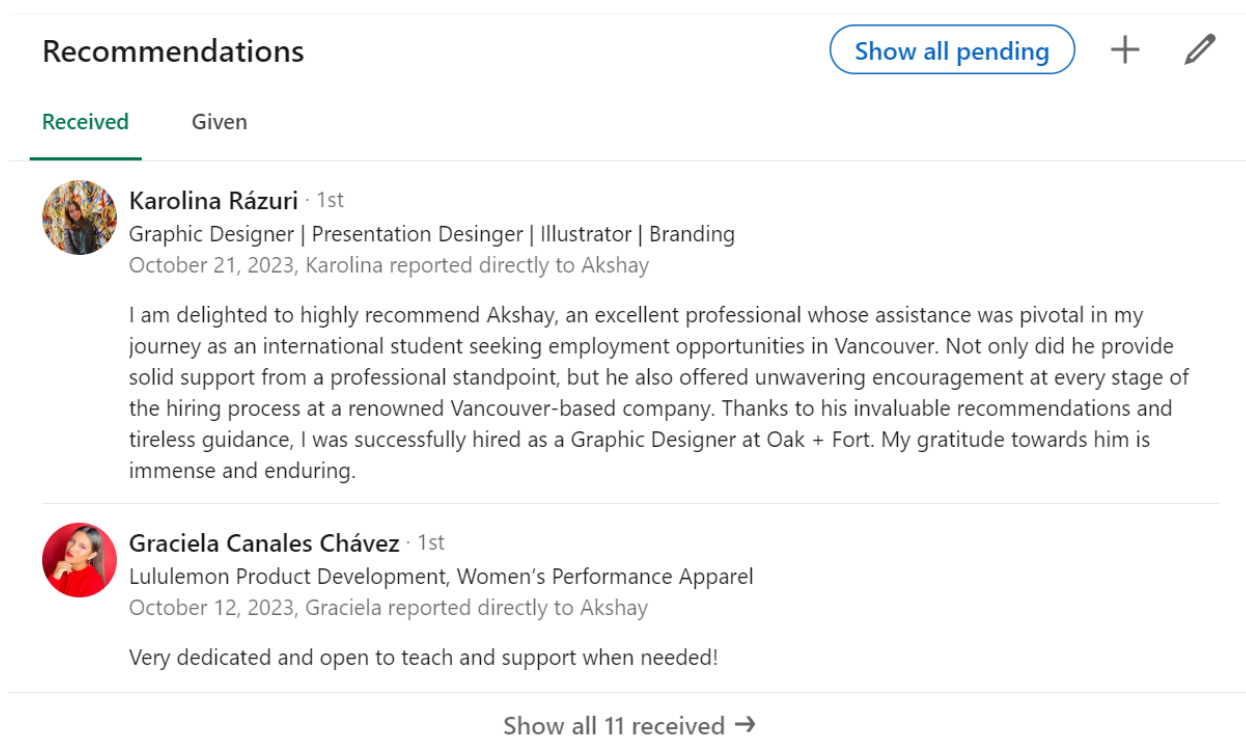 Recommendations
Show all pending
Received
Given
Karolina Rázuri · 1st
Graphic Designer | Presentation Desinger | Illustrator | Branding
October 21, 2023, Karolina reported directly to Akshay
I am delighted to highly recommend Akshay, an excellent professional whose assistance was pivotal in my
journey as an international student seeking employment opportunities in Vancouver. Not only did he provide
solid support from a professional standpoint, but he also offered unwavering encouragement at every stage of
the hiring process at a renowned Vancouver-based company. Thanks to his invaluable recommendations and
tireless guidance, I was successfully hired as a Graphic Designer at Oak + Fort. My gratitude towards him is
immense and enduring.
Graciela Canales Chávez · 1st
Lululemon Product Development, Women's Performance Apparel
October 12, 2023, Graciela reported directly to Akshay
Very dedicated and open to teach and support when needed!
Show all 11 received →